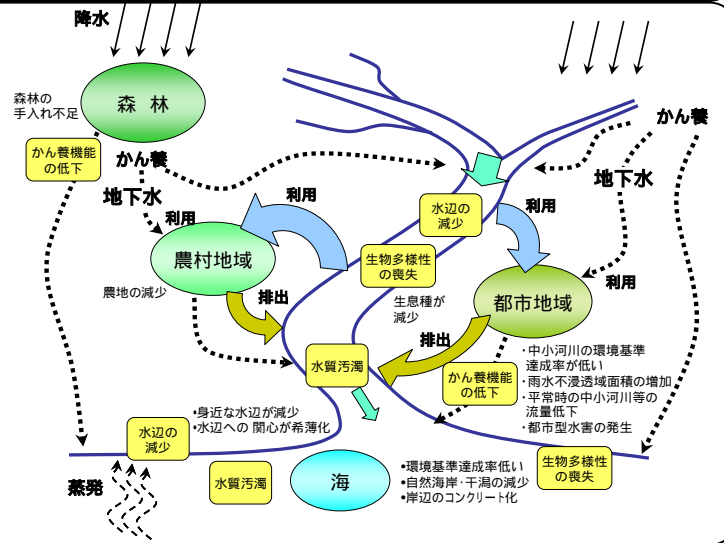 降水
森 林
森林の
手入れ不足
かん養機能
の低下
かん養
地下水
利用
農村地域
農地の減少
排出
水辺の
減少
利用
生物多様性
の喪失
生息種が
減少
かん養
地下水
利用
都市地域
排出
水質汚濁
かん養機能
の低下
・中小河川の環境基準
達成率が低い
・雨水不浸透域面積の増加
・平常時の中小河川等の
流量低下
・都市型水害の発生
•身近な水辺が減少
•水辺への 関心が希薄化
水辺の
減少
蒸発
水質汚濁
海
•環境基準達成率低い
•自然海岸・干潟の減少
•岸辺のコンクリート化
生物多様性
の喪失